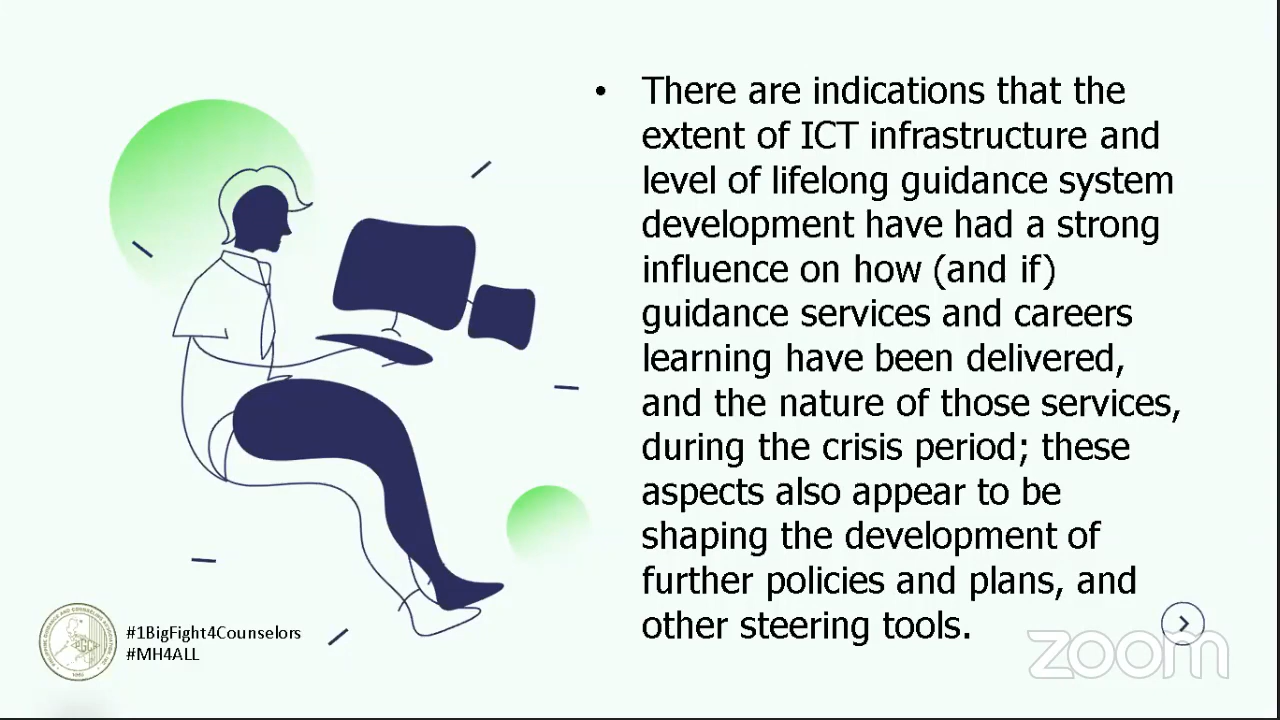 • There are indications that the
extent of ICT infrastructure and
level of lifelong guidance system
development have had a strong
influence on how (and if)
guidance services and careers
learning have been delivered,
and the nature of those services,
during the crisis period; these
aspects also appear to be
shaping the development of
further policies and plans, and
other steering tools.
#1BigFight4Counselors
#MH4ALL
zoom